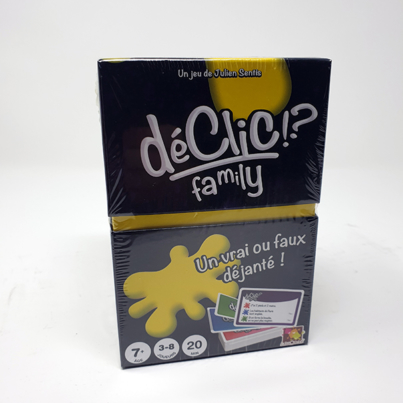 Un jeu de Julien Sentis
déClic!?
family
Un vrai ou faux
déjanté !
7+
3-8
20